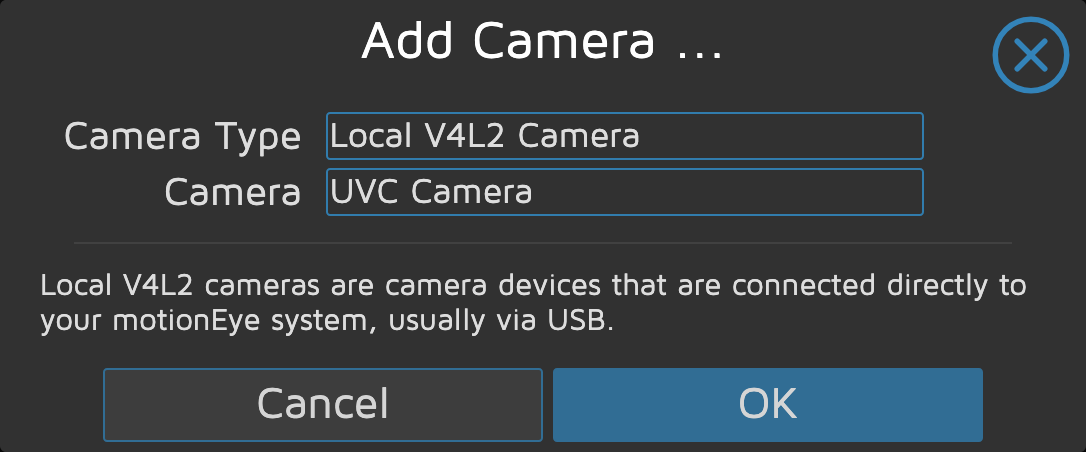 Add Camera ...
Camera Type Local V4L2 Camera
Camera UVC Camera
Local V4L2 cameras are camera devices that are connected directly to
your motionEye system, usually via USB.
Cancel OK